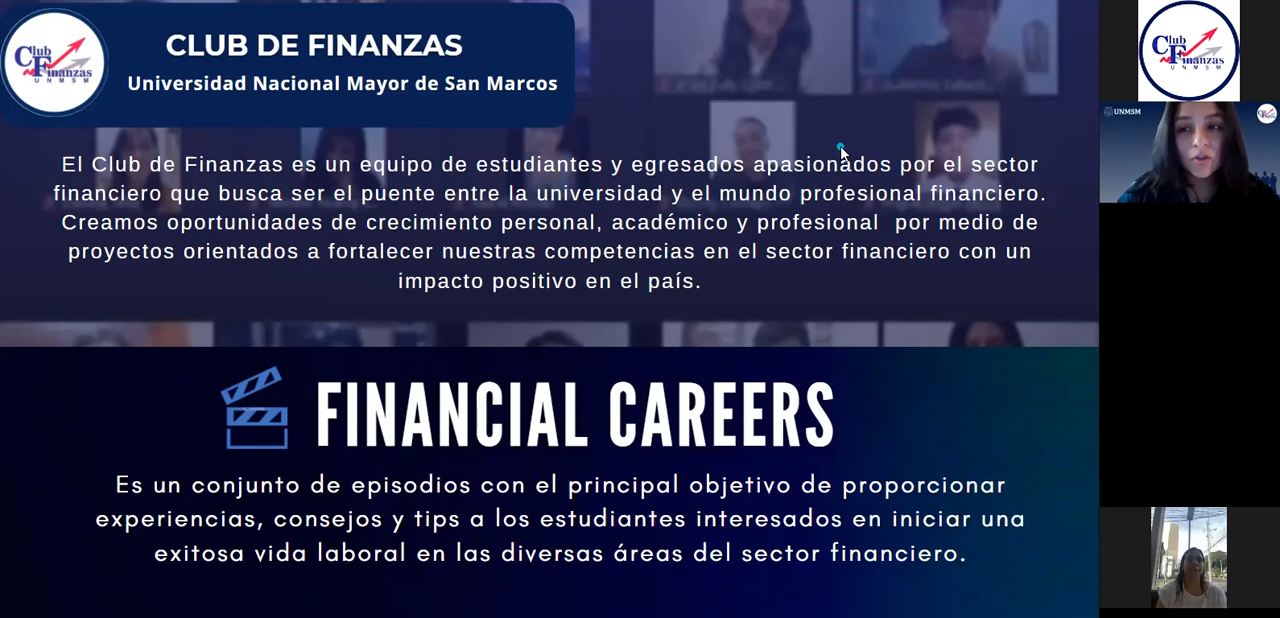 Club
Finanzas
UNMSM
CLUB DE FINANZAS
Universidad Nacional Mayor de San Marcos
El Club de Finanzas es un equipo de estudiantes y egresados apasionados por el sector
financiero que busca ser el puente entre la universidad y el mundo profesional financiero.
Creamos oportunidades de crecimiento personal, académico y profesional por medio de
proyectos orientados a fortalecer nuestras competencias en el sector financiero con un
impacto positivo en el país.
FINANCIAL CAREERS
Es un conjunto de episodios con el principal objetivo de proporcionar
experiencias, consejos y tips a los estudiantes interesados en iniciar una
exitosa vida laboral en las diversas áreas del sector financiero.
Club
Finanzas
UNMSM
UNMSM